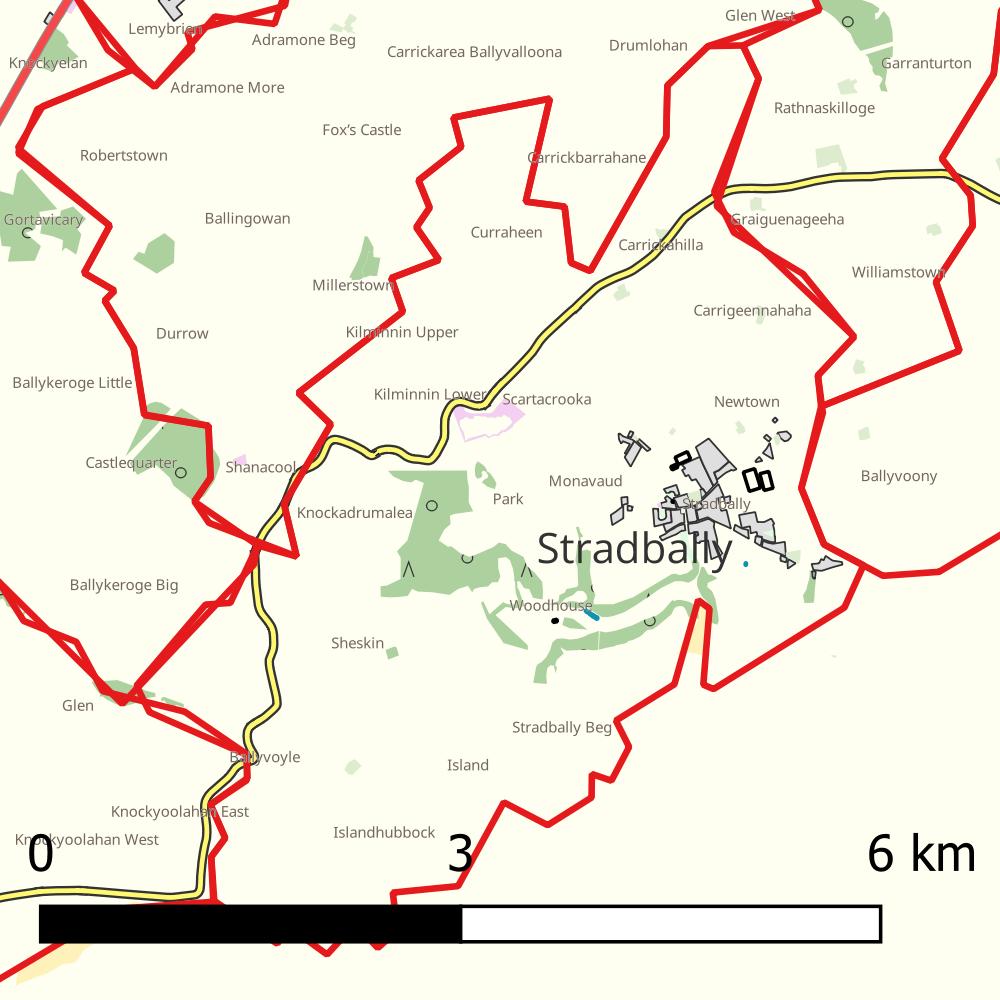 Glen West
Lemybrien
Adramone Beg
Drumlohan
Carrickarea Ballyvalloona
Knockyelan
Garranturton
Adramone More
Rathnaskilloge
Fox's Castle
Robertstown
Carrickbarrahane
Gortavicary
Ballingowan
Graiguenageeha
Curraheen
Carrickahilla
Williamstown
Millerstown
Carrigeennahaha
Durrow
Kilminnin Upper
Ballykeroge Little
Kilminnin Lower
Scartacrooka
Newtown
Castlequarter
Shanacool
Ballyvoony
Monavaud
Park
Stradbally
Knockadrumalea
Stradbally
Ballykeroge Big
Woodhouse
Sheskin
Glen
Stradbally Beg
Ballyvoyle
Island
Knockyoolahan East
Islandhubbock
Knockyoolahan West
0 3 6 km